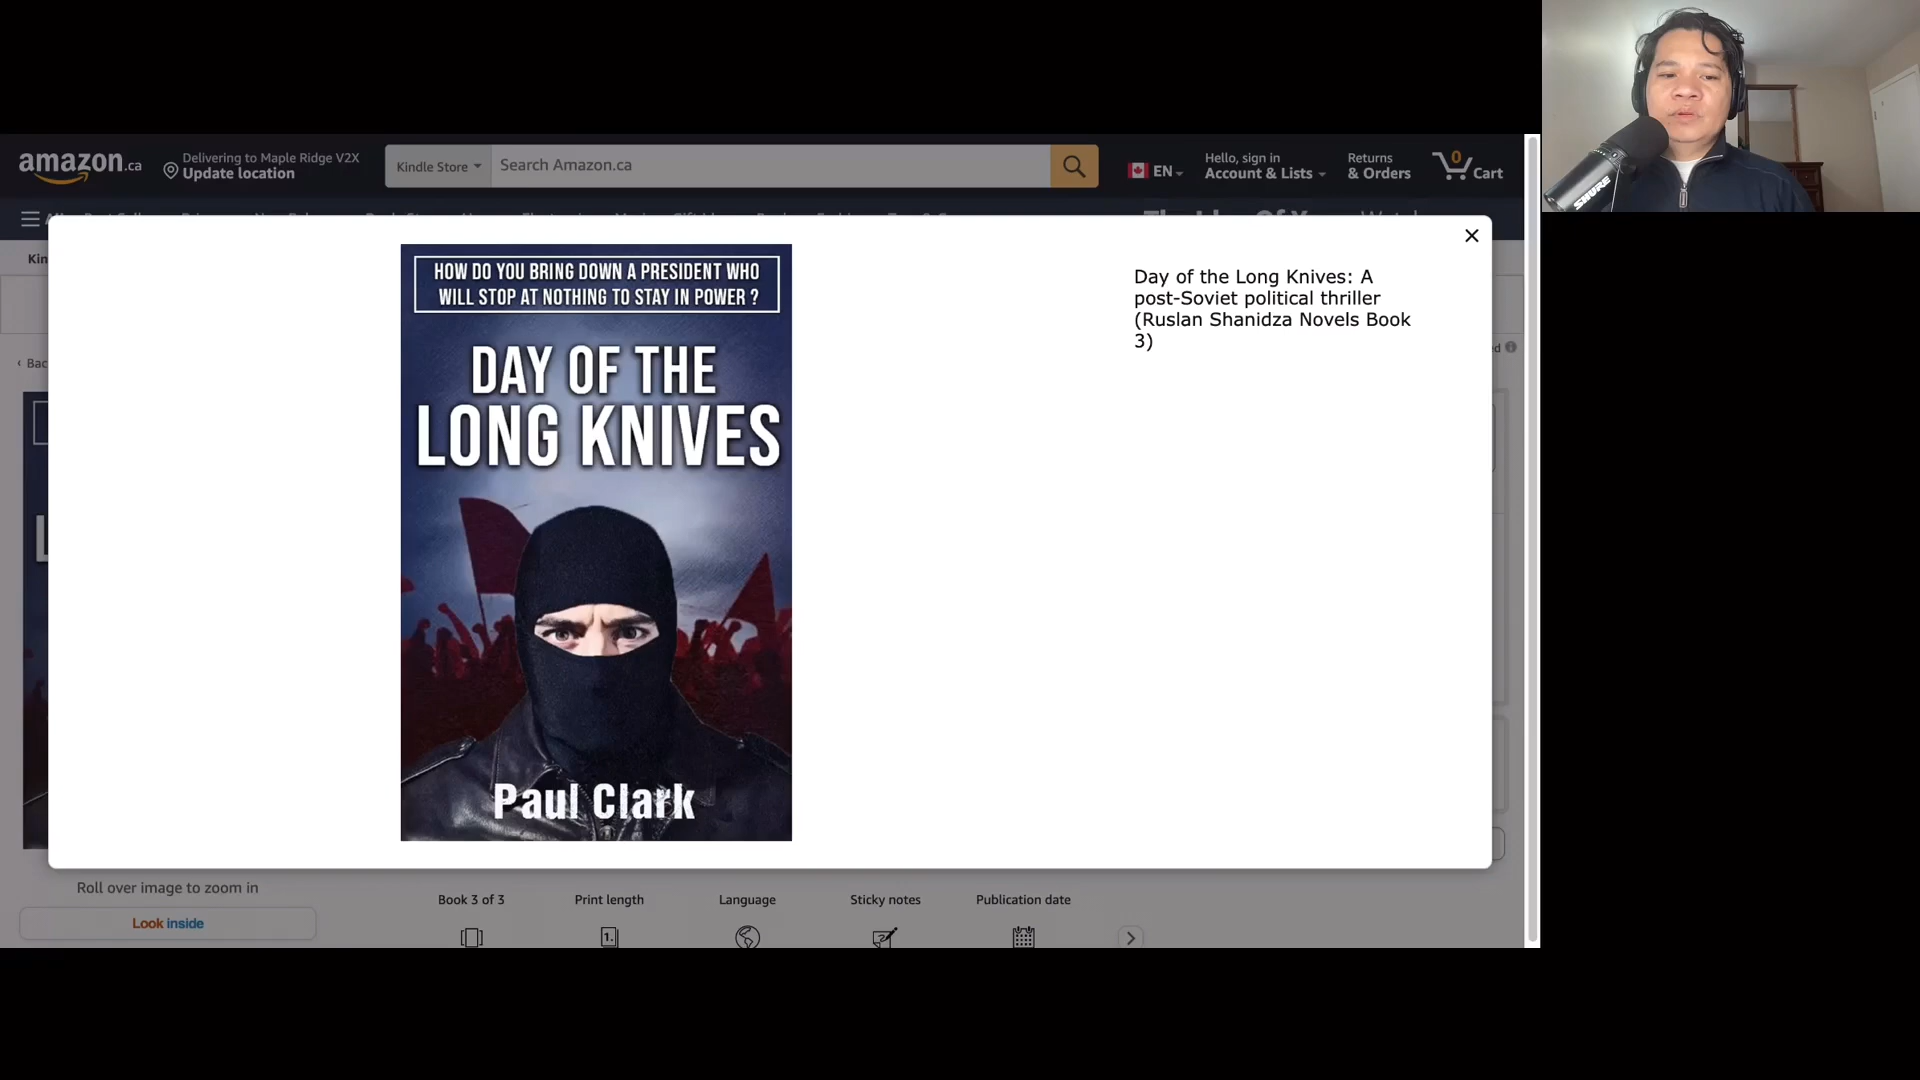 amazon.ca
Delivering to Maple Ridge V2X
Update location
Kindle Store
Search Amazon.ca
EN
Hello, sign in
Account & Lists
Returns
& Orders
0
Cart
Kin
Bac
HOW DO YOU BRING DOWN A PRESIDENT WHO
WILL STOP AT NOTHING TO STAY IN POWER ?
DAY OF THE
LONG KNIVES
Paul Clark
Day of the Long Knives: A
post-Soviet political thriller
(Ruslan Shanidza Novels Book
3)
ed
L
Roll over image to zoom in
Look inside
Book 3 of 3
Print length
Language
Sticky notes
Publication date
1.
SHURE